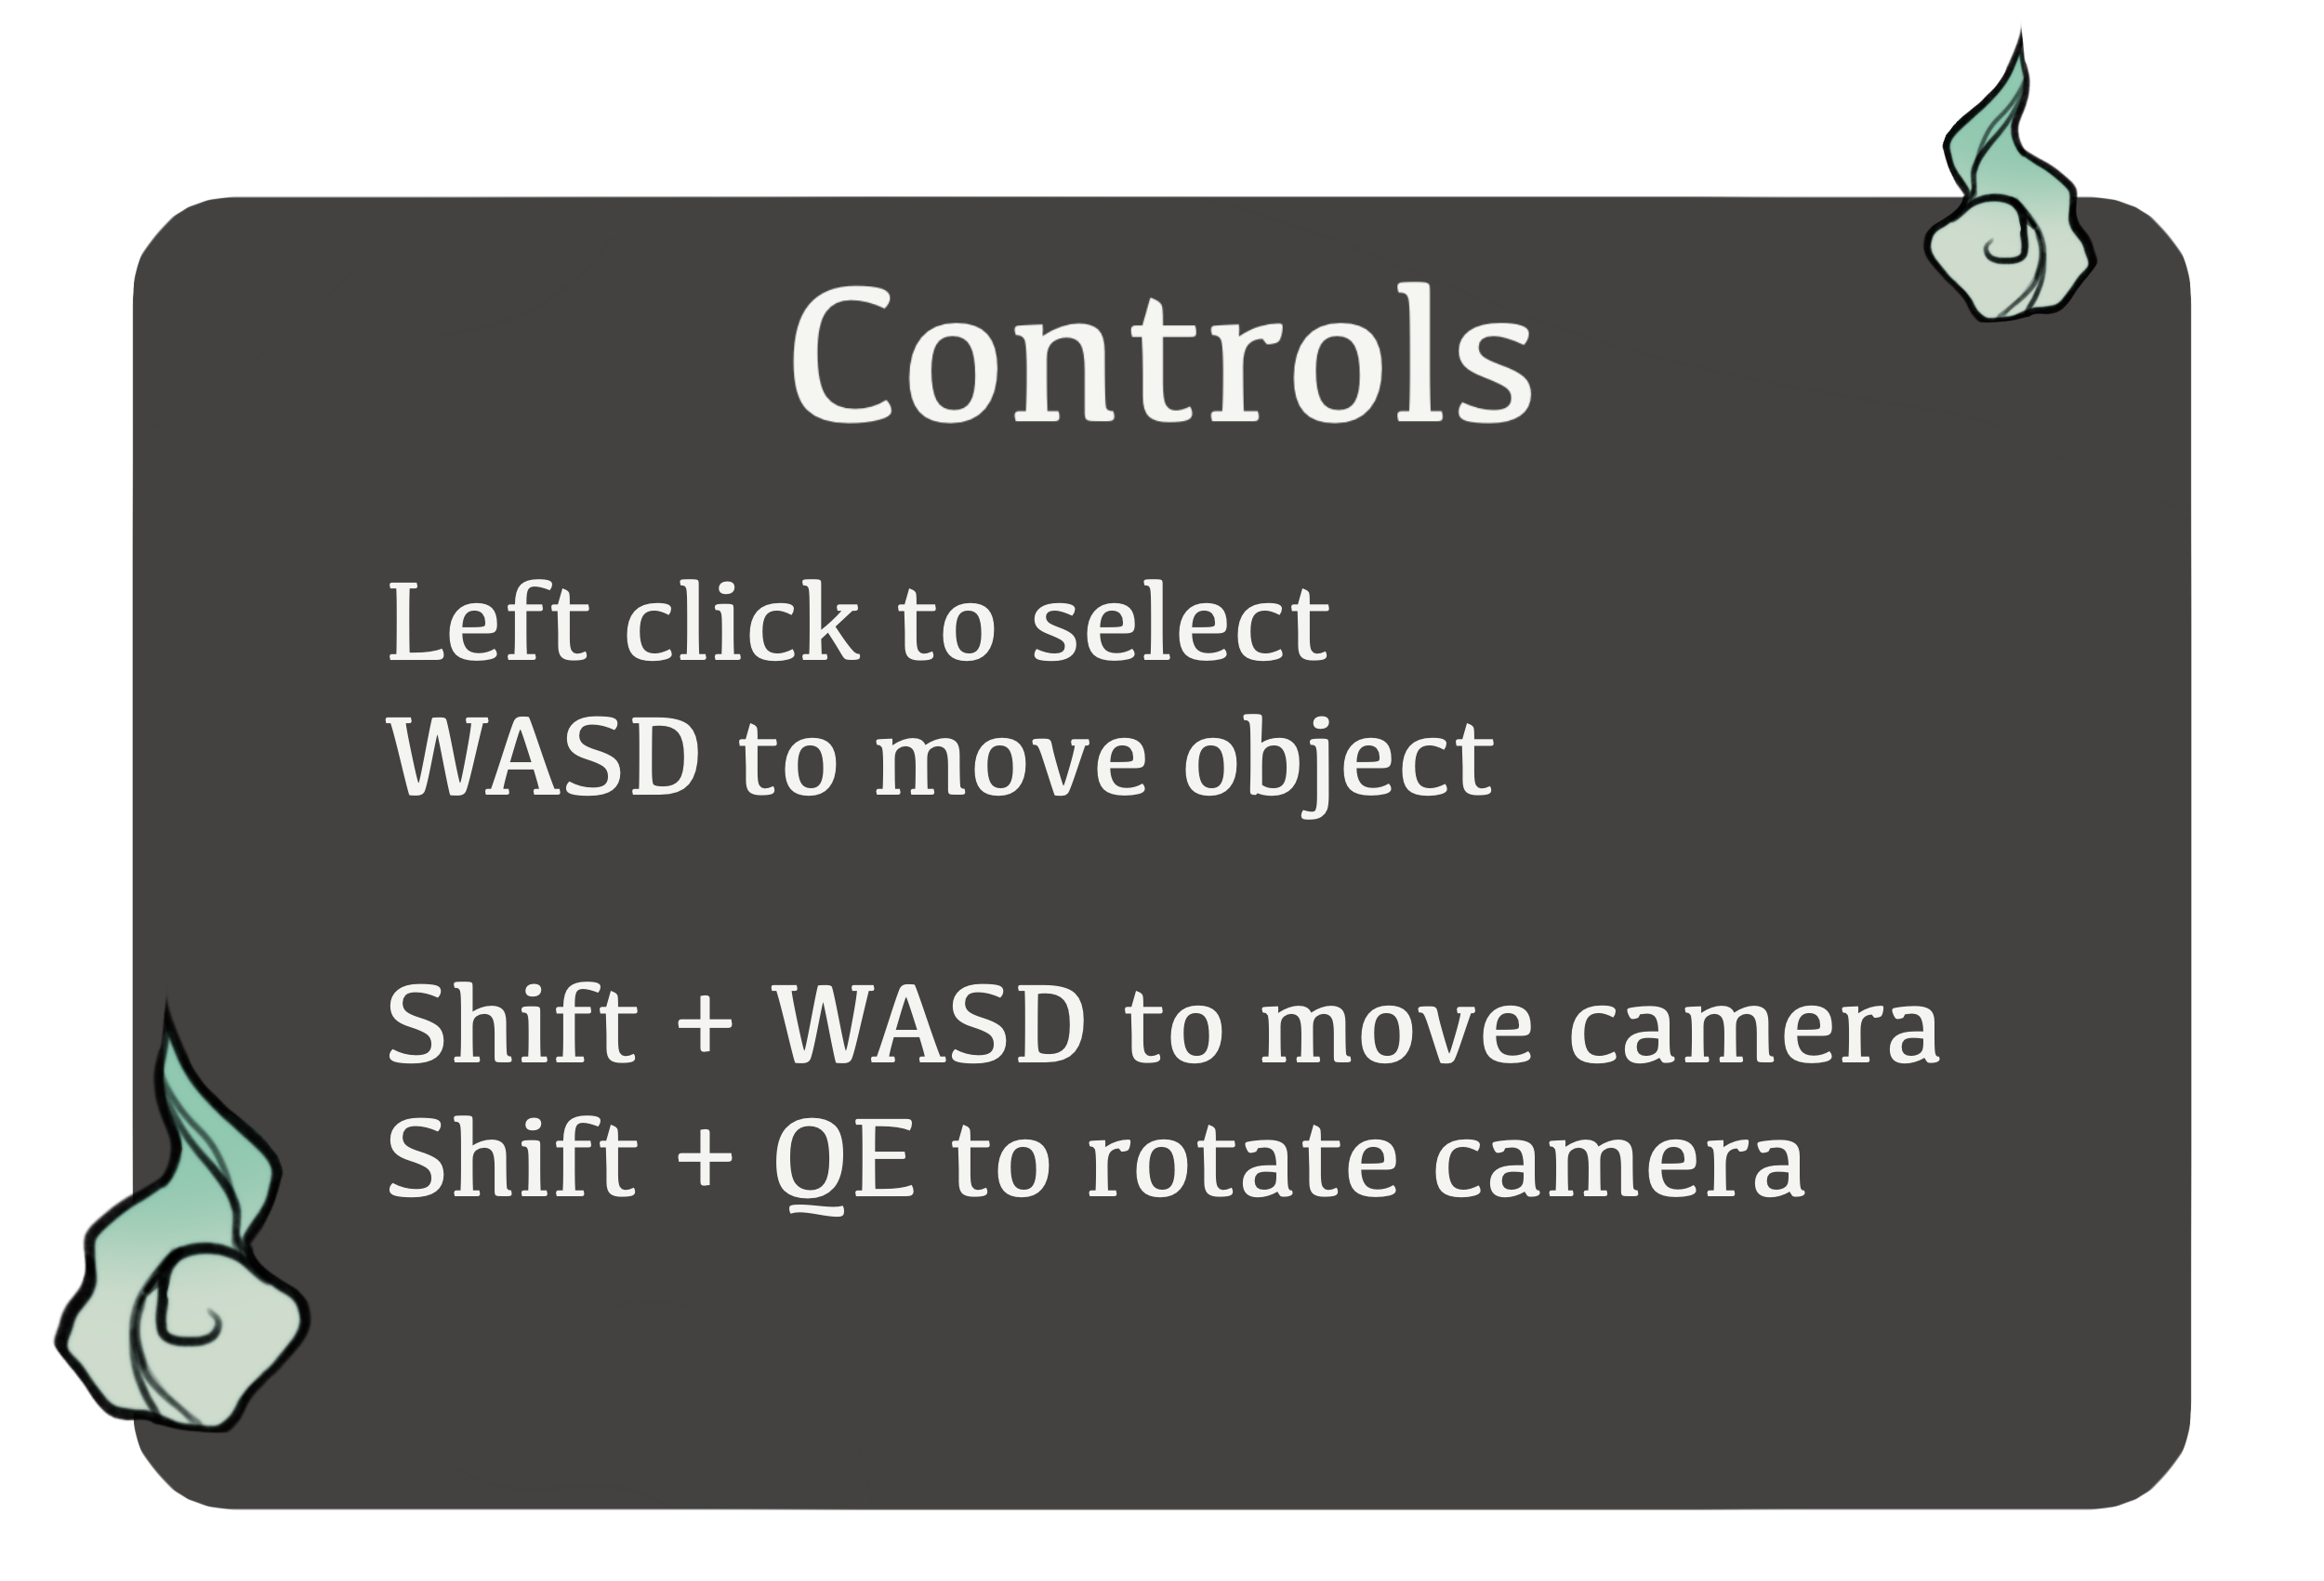 Controls
Left click to select
WASD to move object
Shift + WASD to move camera
Shift + QE to rotate camera